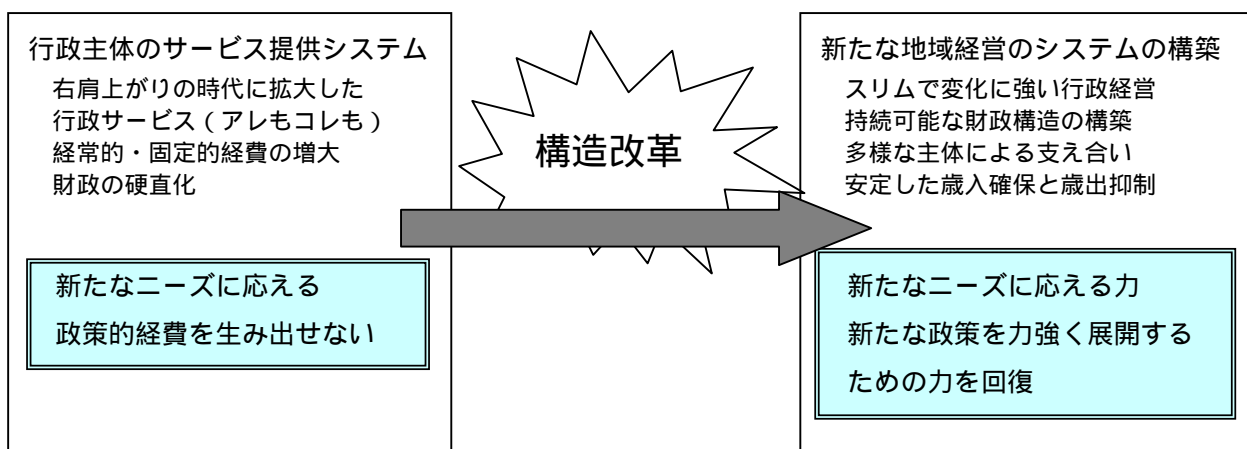 行政主体のサービス提供システム
右肩上がりの時代に拡大した
行政サービス（アレもコレも）
経常的・固定的経費の増大
財政の硬直化
新たなニーズに応える
政策的経費を生み出せない
構造改革
新たな地域経営のシステムの構築
スリムで変化に強い行政経営
持続可能な財政構造の構築
多様な主体による支え合い
安定した歳入確保と歳出抑制
新たなニーズに応える力
新たな政策を力強く展開する
ための力を回復